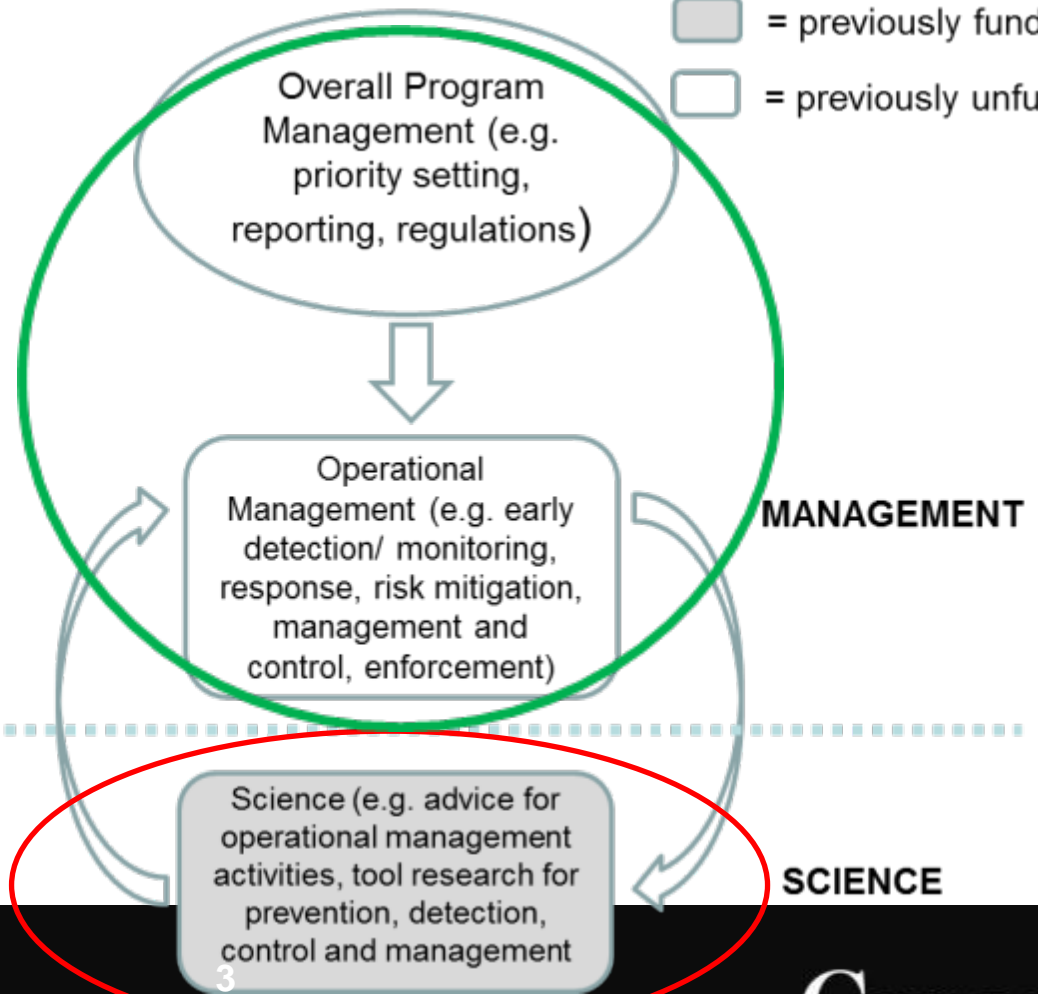 = previously fund
= previously unfu
Overall Program
Management (e.g.
priority setting,
reporting, regulations)
Operational
Management (e.g. early
detection/ monitoring,
response, risk mitigation,
management and
control, enforcement)
MANAGEMENT
Science (e.g. advice for
operational management
activities, tool research for
prevention, detection,
control and management
SCIENCE
3